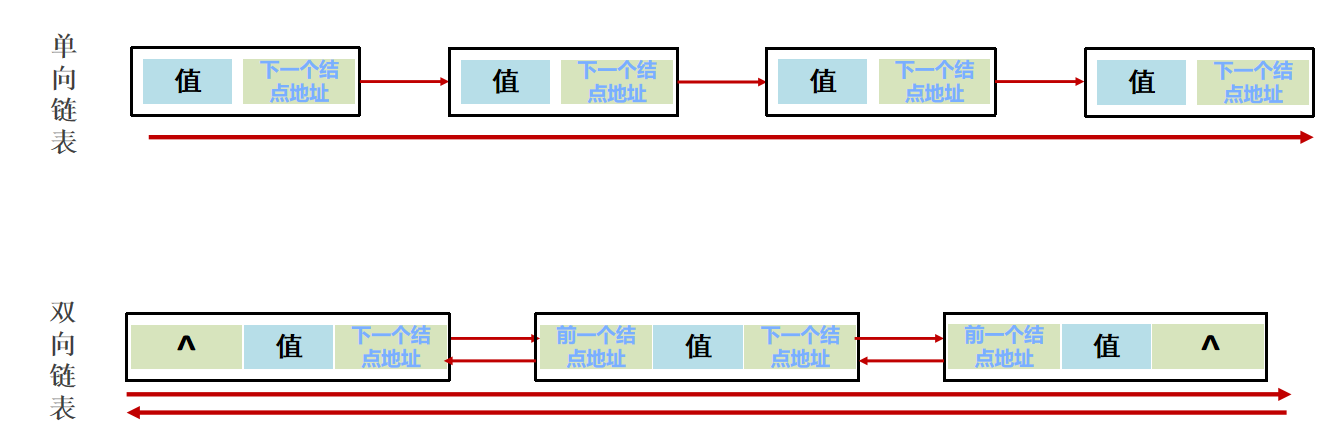 单向链表
值 下一个结点地址 值 下一个结点地址 值 下一个结点地址 值 下一个结点地址
双向链表
^ 值 下一个结点地址 前一个结点地址 值 下一个结点地址 前一个结点地址 值 ^